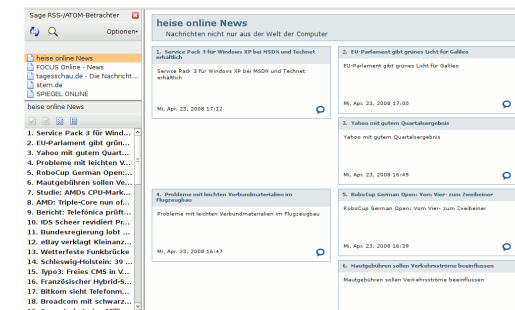 Sage RSS-/ATOM-Betrachter
Optionen
heise online News
FOCUS Online - News
tagesschau.de - Die Nachricht...
stern.de
SPIEGEL ONLINE
heise online News
1. Service Pack 3 für Wind...
2. EU-Parlament gibt grün...
3. Yahoo mit gutem Quart...
4. Probleme mit leichten V...
5. RoboCup German Open:...
6. Mautgebühren sollen Ve...
7. Studie: AMDs CPU-Mark...
8. AMD: Triple-Core nun of...
9. Bericht: Telefónica prüft...
10. IDS Scheer revidiert Pr...
11. Bundesregierung lobt ...
12. eBay verklagt Kleinanz...
13. Wetterfeste Funkbrücke
14. Schleswig-Holstein: 39 ...
15. Typo3: Freies CMS in V...
16. Französischer Hybrid-S...
17. Bitkom sieht Telefonm...
18. Broadcom mit schwarz...
heise online News
Nachrichten nicht nur aus der Welt der Computer
1. Service Pack 3 für Windows XP bei MSDN und Technet
erhältlich
Service Pack 3 für Windows XP bei MSDN und Technet
erhältlich
Mi, Apr. 23, 2008 17:12
2. EU-Parlament gibt grünes Licht für Galileo
EU-Parlament gibt grünes Licht für Galileo
Mi, Apr. 23, 2008 17:00
3. Yahoo mit gutem Quartalsergebnis
Yahoo mit gutem Quartalsergebnis
Mi, Apr. 23, 2008 16:49
4. Probleme mit leichten Verbundmaterialien im
Flugzeugbau
Probleme mit leichten Verbundmaterialien im Flugzeugbau
Mi, Apr. 23, 2008 16:47
5. RoboCup German Open: Vom Vier- zum Zweibeiner
RoboCup German Open: Vom Vier- zum Zweibeiner
Mi, Apr. 23, 2008 16:39
6. Mautgebühren sollen Verkehrsströme beeinflussen
Mautgebühren sollen Verkehrsströme beeinflussen